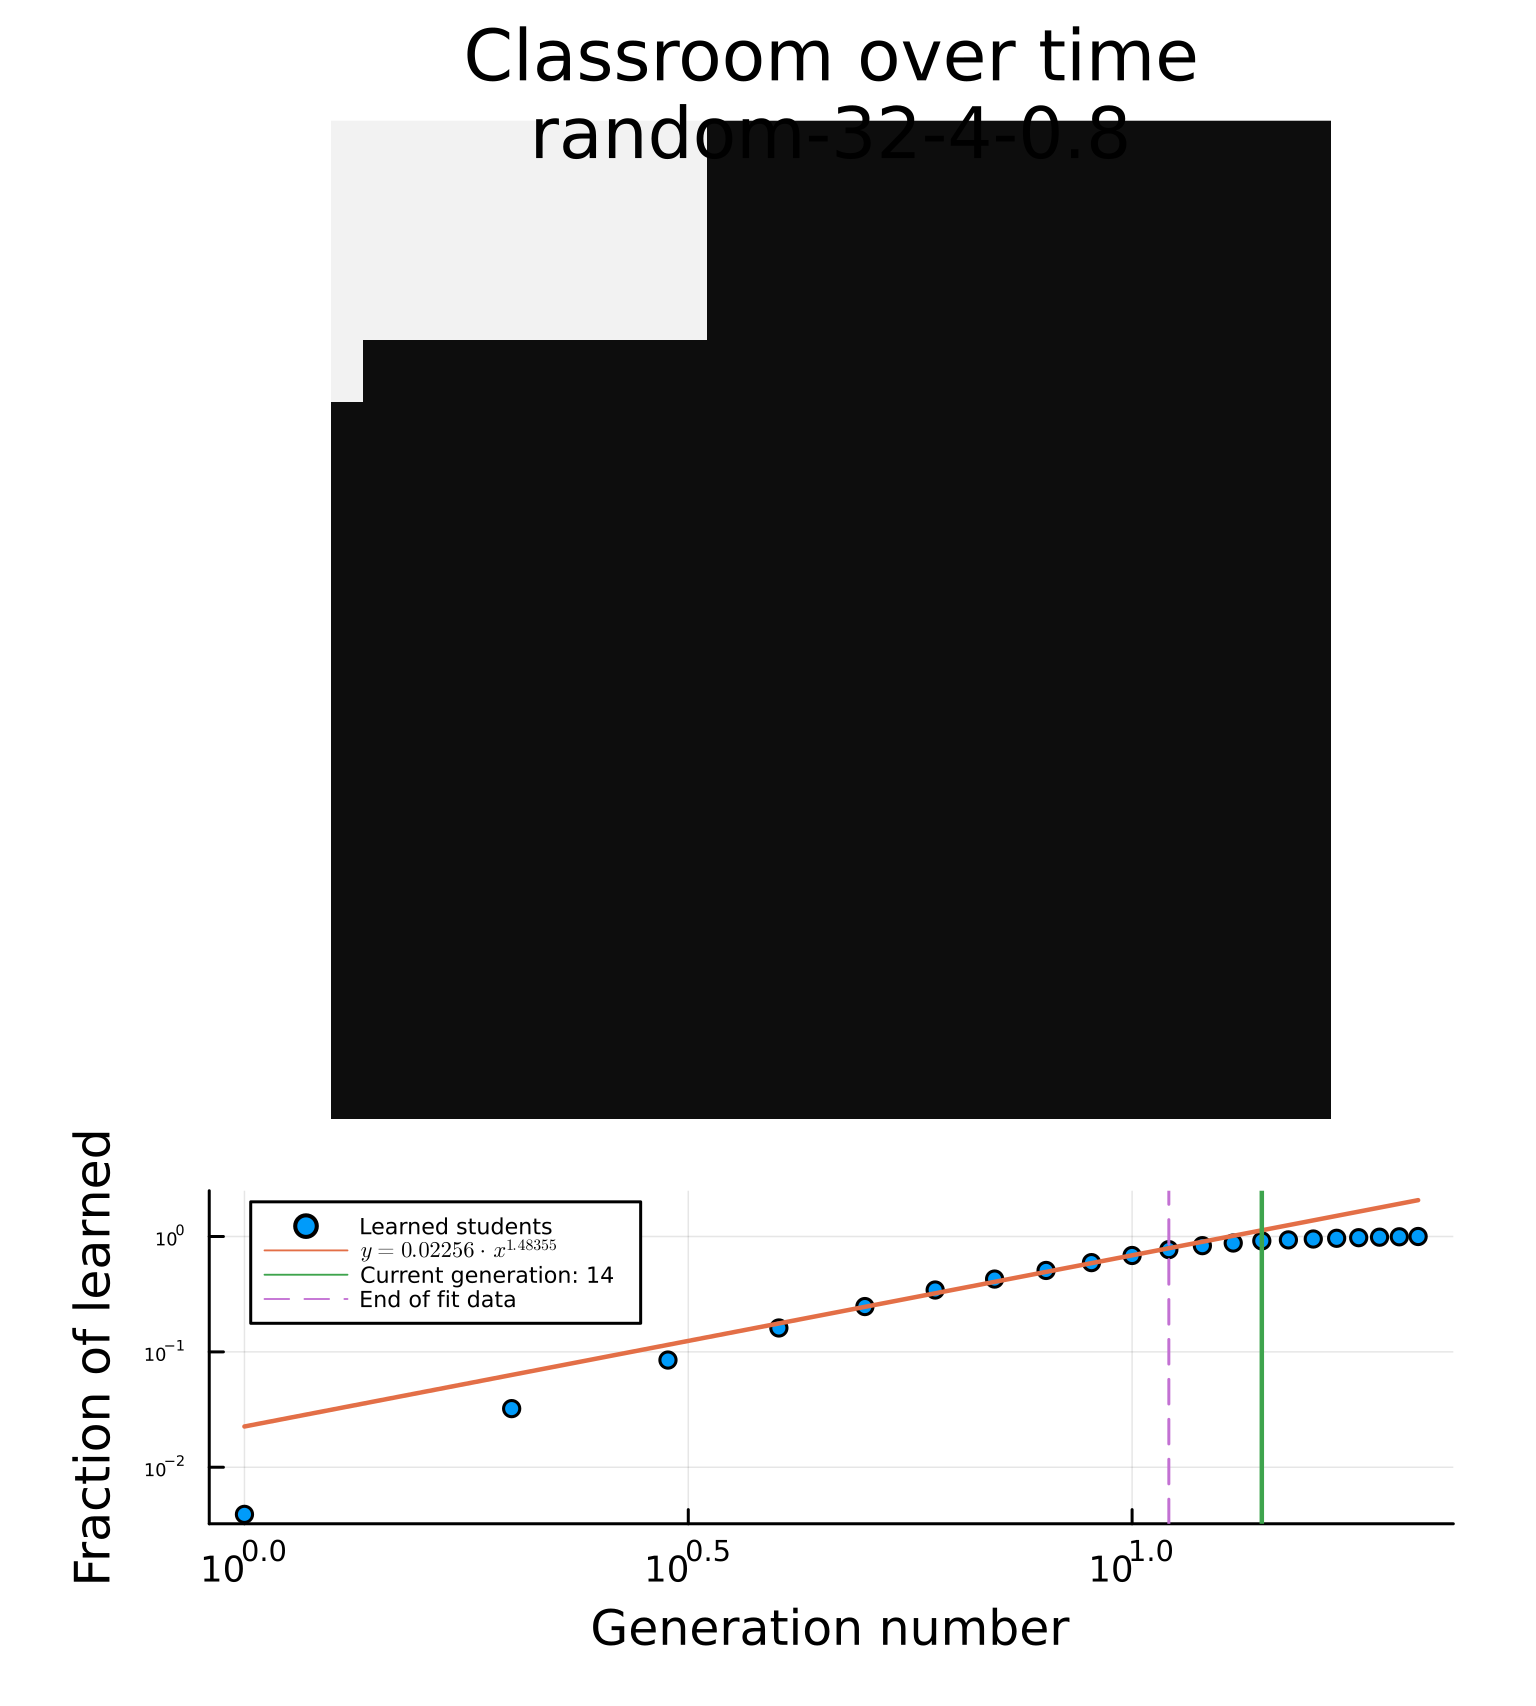 Classroom over time
random-32-4-0.8
Fraction of learned
10^0
10^−1
10^−2
Learned students
y = 0.02256 · x^1.48355
Current generation: 14
End of fit data
10^0.0
10^0.5
10^1.0
Generation number